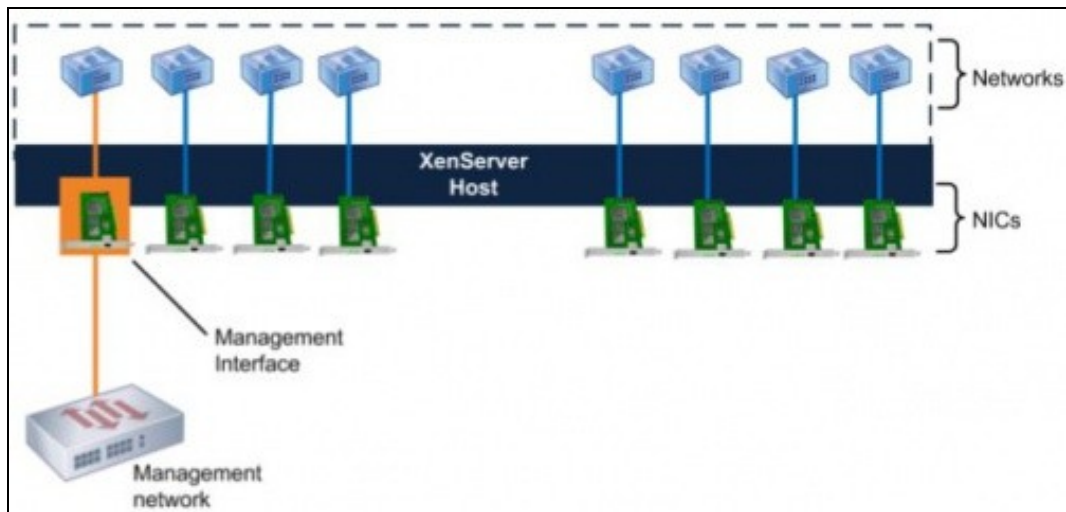 Networks
XenServer
Host
NICs
Management
Interface
Management
network